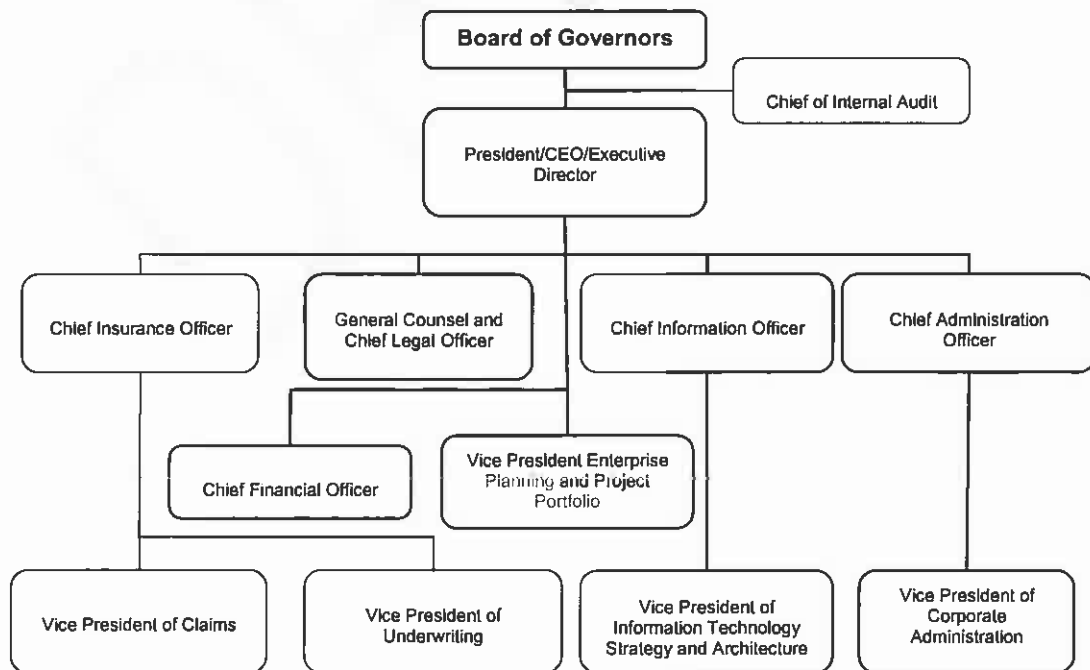 Board of Governors
Chief of Internal Audit
President/CEO/Executive
Director
Chief Insurance Officer
General Counsel and
Chief Legal Officer
Chief Information Officer
Chief Administration
Officer
Chief Financial Officer
Vice President Enterprise
Planning and Project
Portfolio
Vice President of Claims
Vice President of
Underwriting
Vice President of
Information Technology
Strategy and Architecture
Vice President of
Corporate
Administration